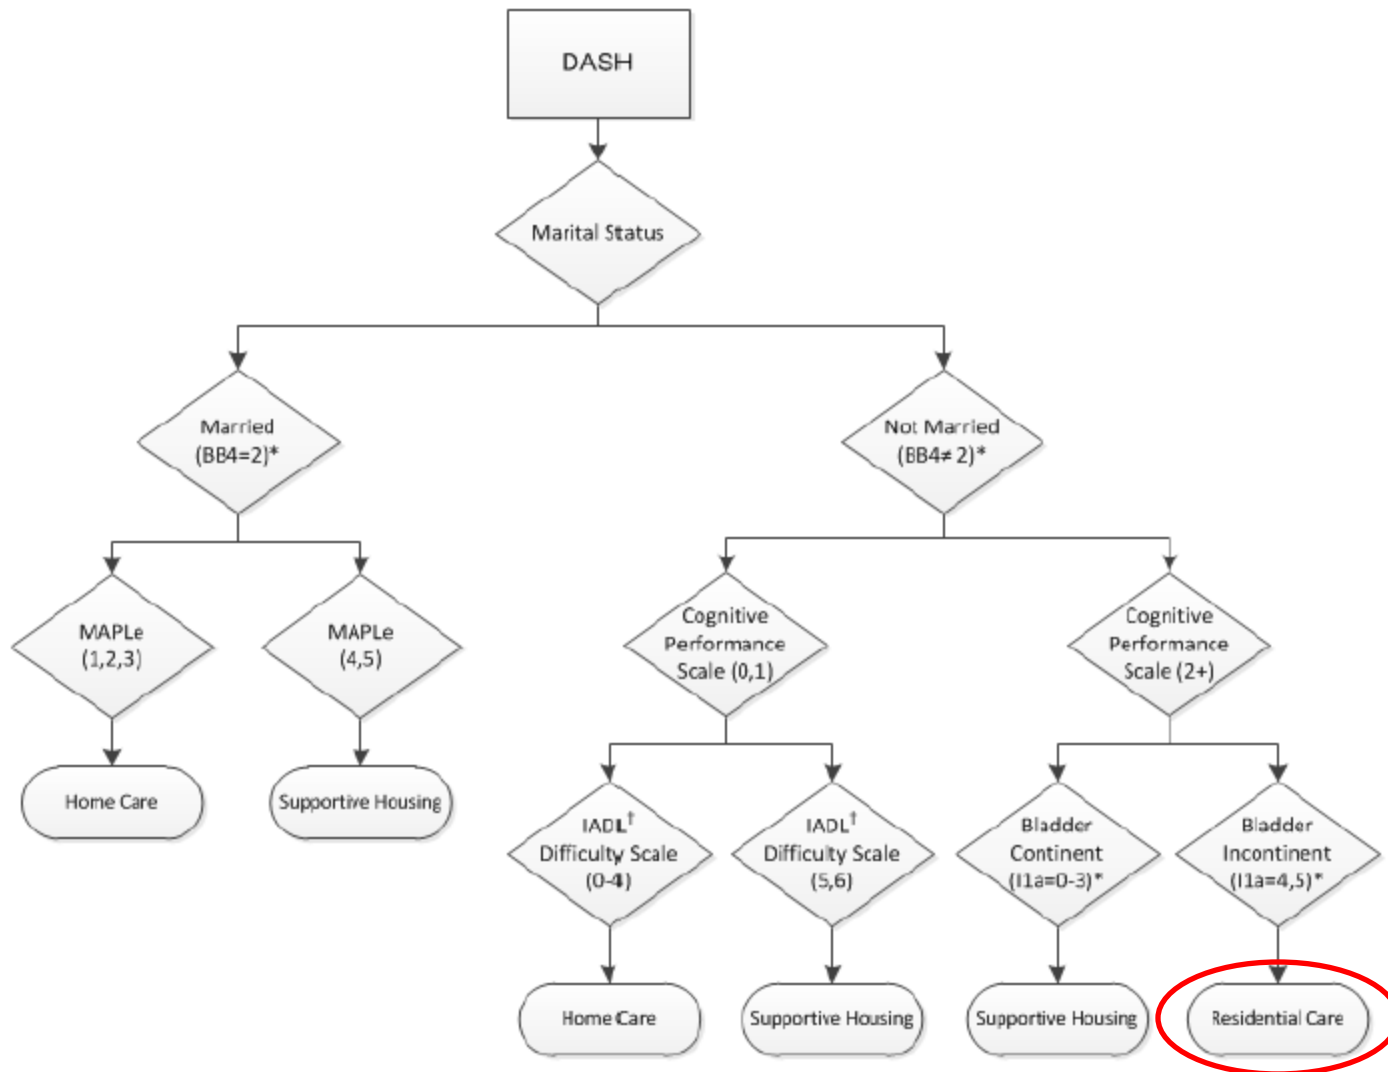 DASH
Marital Status
Married
(BB4=2)*
Not Married
(BB4≠ 2)*
MAPLe
(1,2,3)
MAPLe
(4,5)
Cognitive
Performance
Scale (0,1)
Cognitive
Performance
Scale (2+)
Home Care
Supportive Housing
IADL†
Difficulty Scale
(0-4)
IADL†
Difficulty Scale
(5,6)
Bladder
Continent
(I1a=0-3)*
Bladder
Incontinent
(I1a=4,5)*
Home Care
Supportive Housing
Supportive Housing
Residential Care